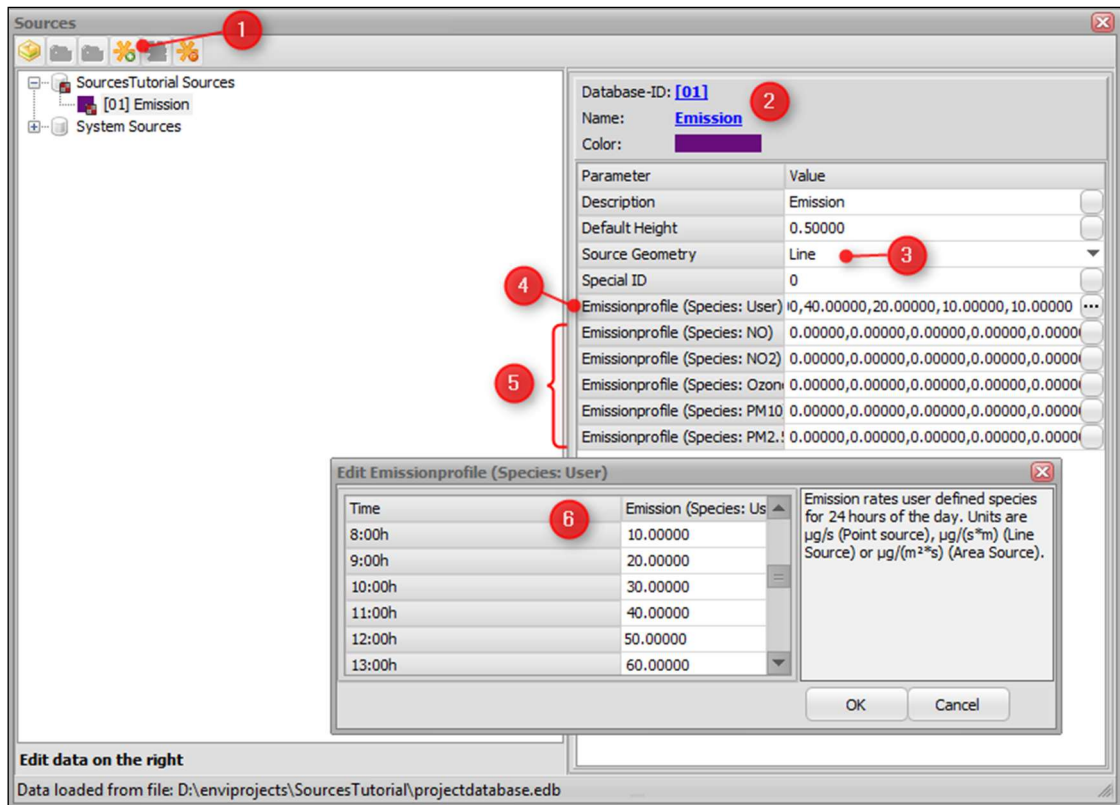 Sources
1
SourcesTutorial Sources
[01] Emission
System Sources
Database-ID: [01]
2
Name: Emission
Color:
Parameter Value
Description Emission
Default Height 0.50000
Source Geometry Line
3
Special ID 0
4
Emissionprofile (Species: User) 0,40.00000,20.00000,10.00000,10.00000 ...
5
Emissionprofile (Species: NO) 0.00000,0.00000,0.00000,0.00000,0.0000
Emissionprofile (Species: NO2) 0.00000,0.00000,0.00000,0.00000,0.0000
Emissionprofile (Species: Ozon 0.00000,0.00000,0.00000,0.00000,0.0000
Emissionprofile (Species: PM10 0.00000,0.00000,0.00000,0.00000,0.0000
Emissionprofile (Species: PM2. 0.00000,0.00000,0.00000,0.00000,0.0000
Edit Emissionprofile (Species: User)
Time Emission (Species: Us
6
8:00h 10.00000
9:00h 20.00000
10:00h 30.00000
11:00h 40.00000
12:00h 50.00000
13:00h 60.00000
Emission rates user defined species
for 24 hours of the day. Units are
µg/s (Point source), µg/(s*m) (Line
Source) or µg/(m²*s) (Area Source).
OK Cancel
Edit data on the right
Data loaded from file: D:\enviprojects\SourcesTutorial\projectdatabase.edb